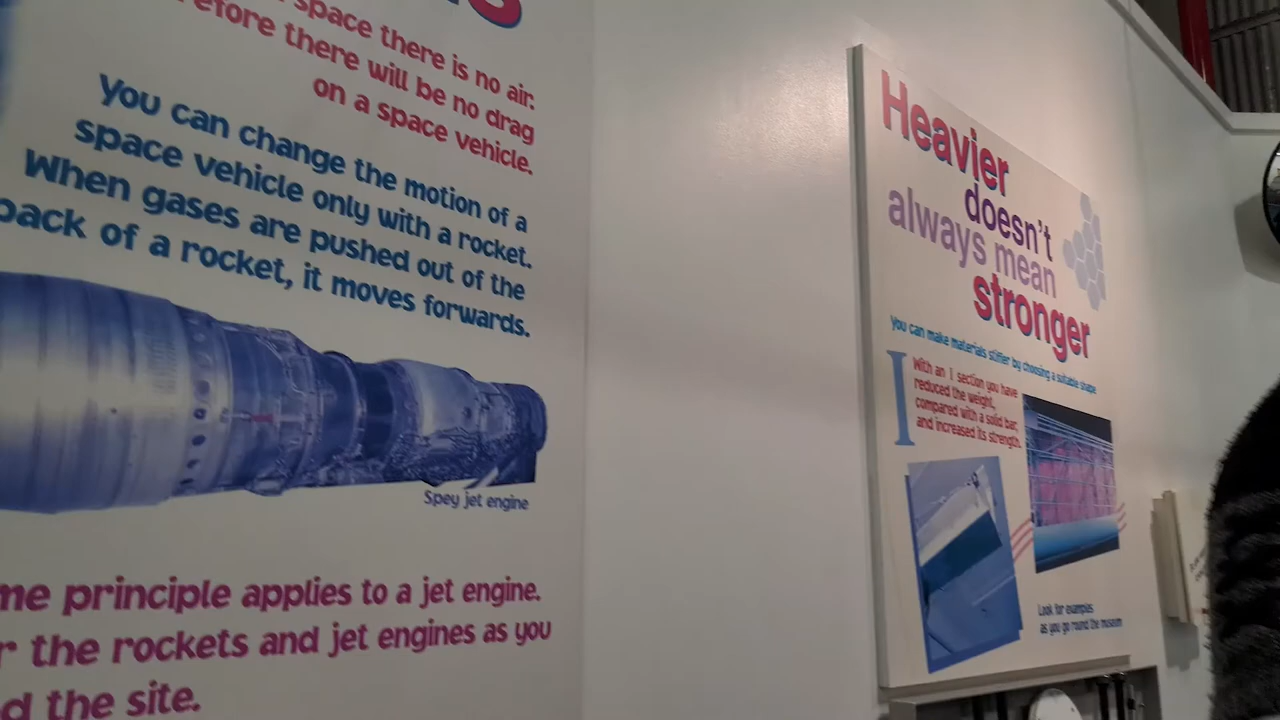 space there is no air.
there will be no drag
on a space vehicle.
You can change the motion of a
space vehicle only with a rocket.
When gases are pushed out of the
back of a rocket, it moves forwards.
Spey jet engine
principle applies to a jet engine.
the rockets and jet engines as you
the site.
Heavier
doesn't
always mean
stronger
You can make materials stiffer by choosing a suitable shape
I
With an I section you have
reduced the weight,
compared with a solid bar,
and increased its strength.
Look for examples
as you go round the museum